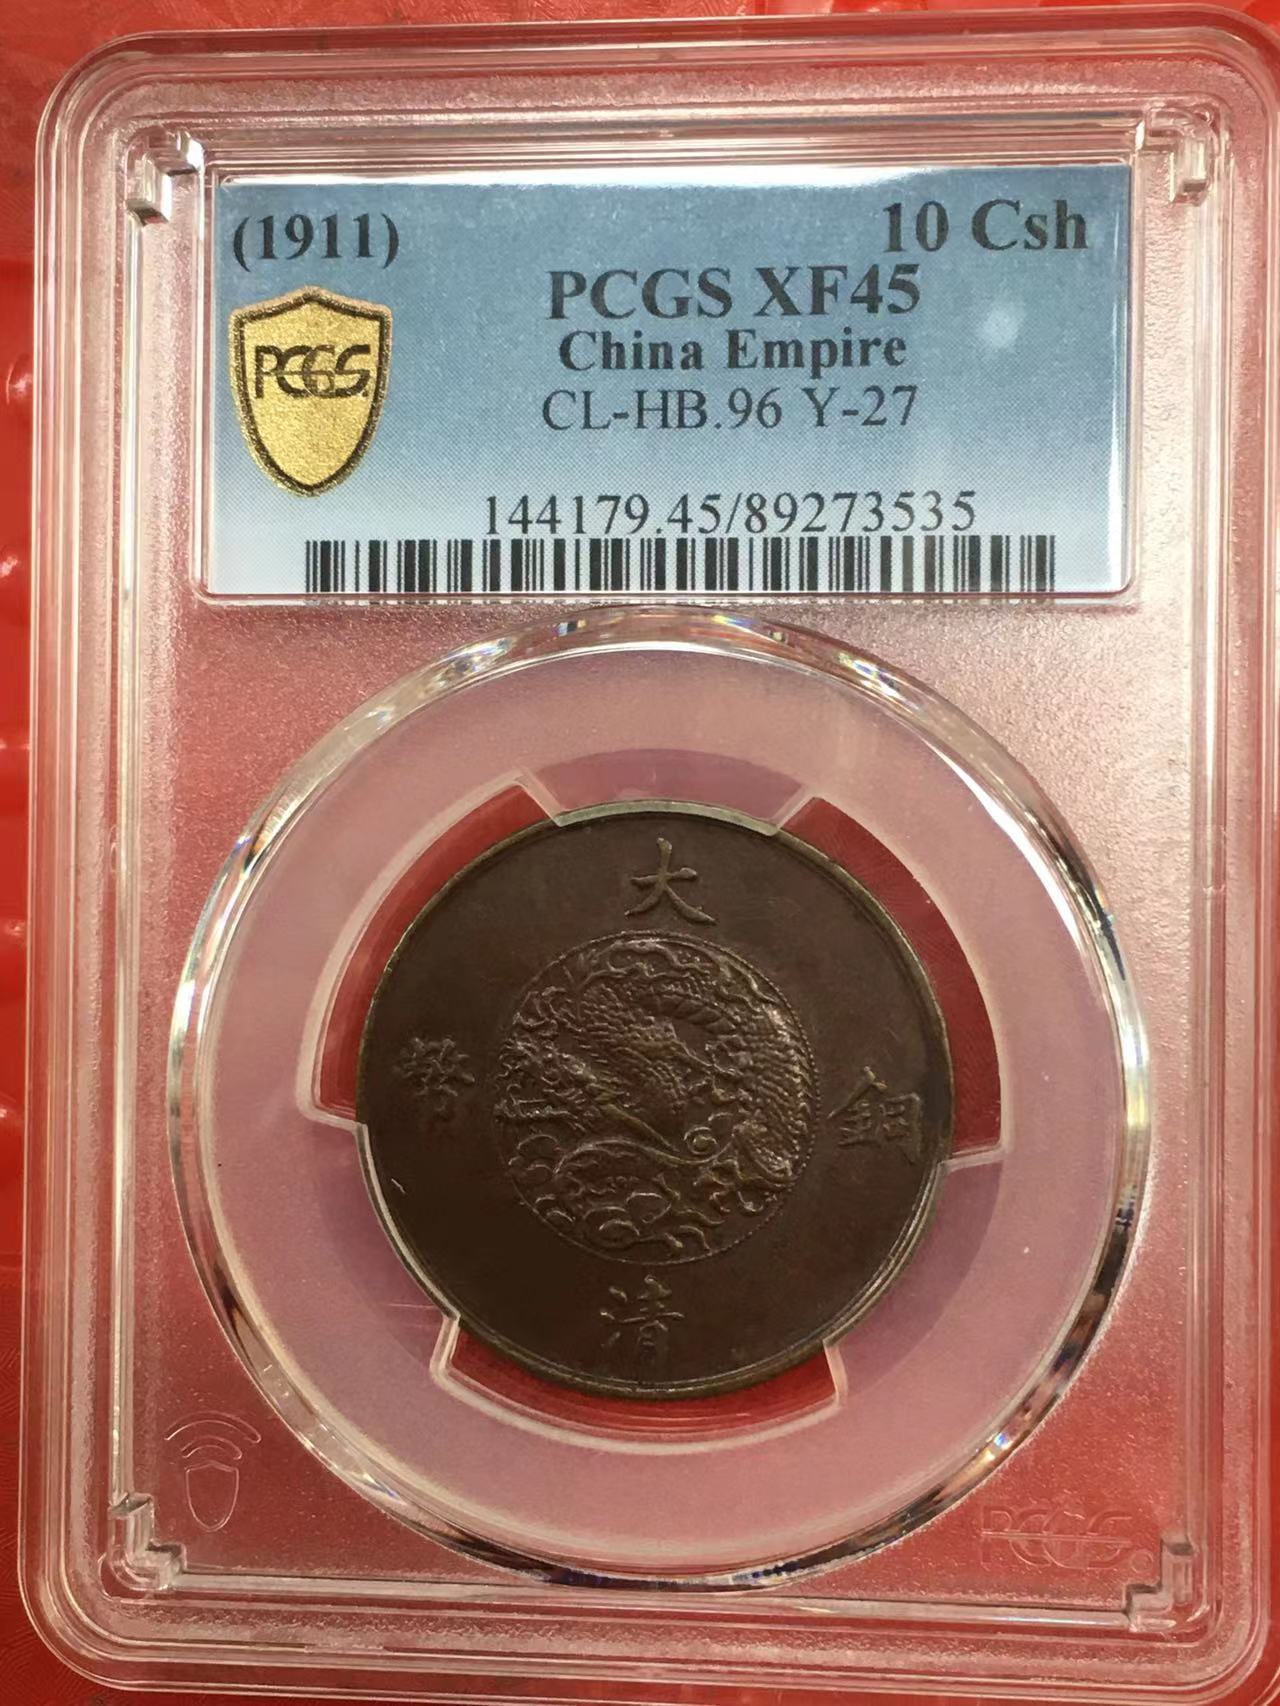 (1911) 10 Csh
PCGS XF45
China Empire
CL-HB.96 Y-27
PCGS
144179.45/89273535
大
幣 銅
清
PCGS